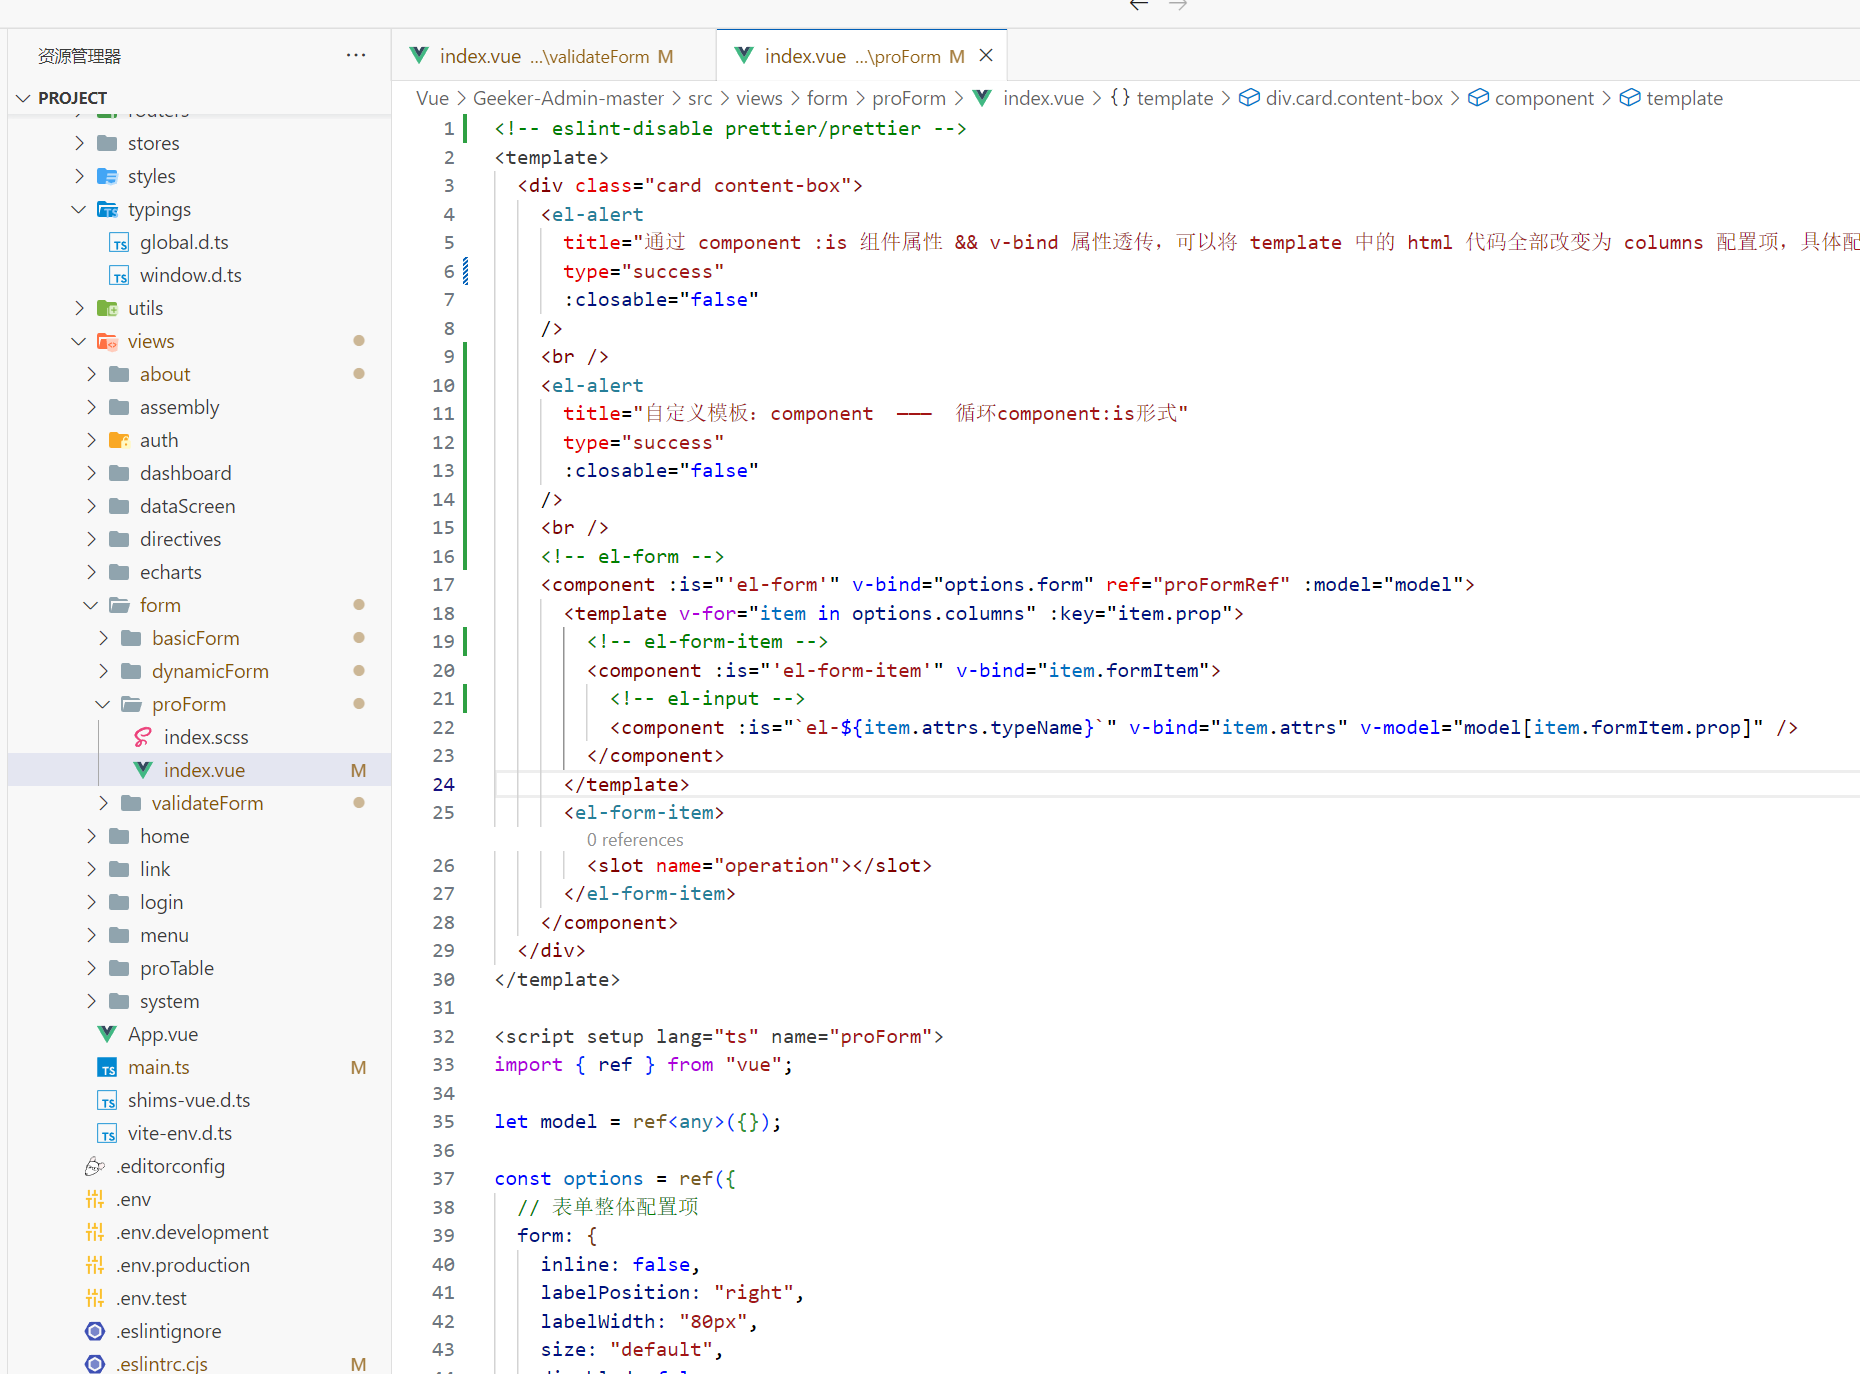 资源管理器
PROJECT
routers
stores
styles
typings
global.d.ts
window.d.ts
utils
views
about
assembly
auth
dashboard
dataScreen
directives
echarts
form
basicForm
dynamicForm
proForm
index.scss
index.vue M
validateForm
home
link
login
menu
proTable
system
App.vue
main.ts M
shims-vue.d.ts
vite-env.d.ts
.editorconfig
.env
.env.development
.env.production
.env.test
.eslintignore
.eslintrc.cjs M
index.vue ...\validateForm M
index.vue ...\proForm M
Vue > Geeker-Admin-master > src > views > form > proForm > index.vue > {} template > div.card.content-box > component > template
1 <!-- eslint-disable prettier/prettier -->
2 <template>
3 <div class="card content-box">
4 <el-alert
5 title="通过 component :is 组件属性 && v-bind 属性透传，可以将 template 中的 html 代码全部改变为 columns 配置项，具体配
6 type="success"
7 :closable="false"
8 />
9 <br />
10 <el-alert
11 title="自定义模板：component ——— 循环component:is形式"
12 type="success"
13 :closable="false"
14 />
15 <br />
16 <!-- el-form -->
17 <component :is="'el-form'" v-bind="options.form" ref="proFormRef" :model="model">
18 <template v-for="item in options.columns" :key="item.prop">
19 <!-- el-form-item -->
20 <component :is="'el-form-item'" v-bind="item.formItem">
21 <!-- el-input -->
22 <component :is="`el-${item.attrs.typeName}`" v-bind="item.attrs" v-model="model[item.formItem.prop]" />
23 </component>
24 </template>
25 <el-form-item>
0 references
26 <slot name="operation"></slot>
27 </el-form-item>
28 </component>
29 </div>
30 </template>
31
32 <script setup lang="ts" name="proForm">
33 import { ref } from "vue";
34
35 let model = ref<any>({});
36
37 const options = ref({
38 // 表单整体配置项
39 form: {
40 inline: false,
41 labelPosition: "right",
42 labelWidth: "80px",
43 size: "default",